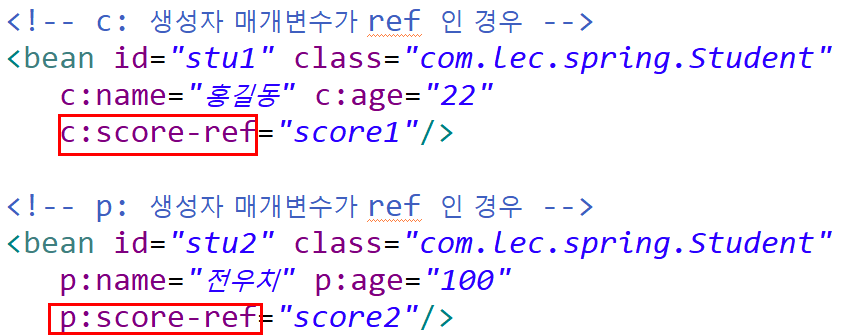 <!-- c: 생성자 매개변수가 ref 인 경우 -->
<bean id="stu1" class="com.lec.spring.Student"
c:name="홍길동" c:age="22"
c:score-ref="score1"/>
<!-- p: 생성자 매개변수가 ref 인 경우 -->
<bean id="stu2" class="com.lec.spring.Student"
p:name="전우치" p:age="100"
p:score-ref="score2"/>